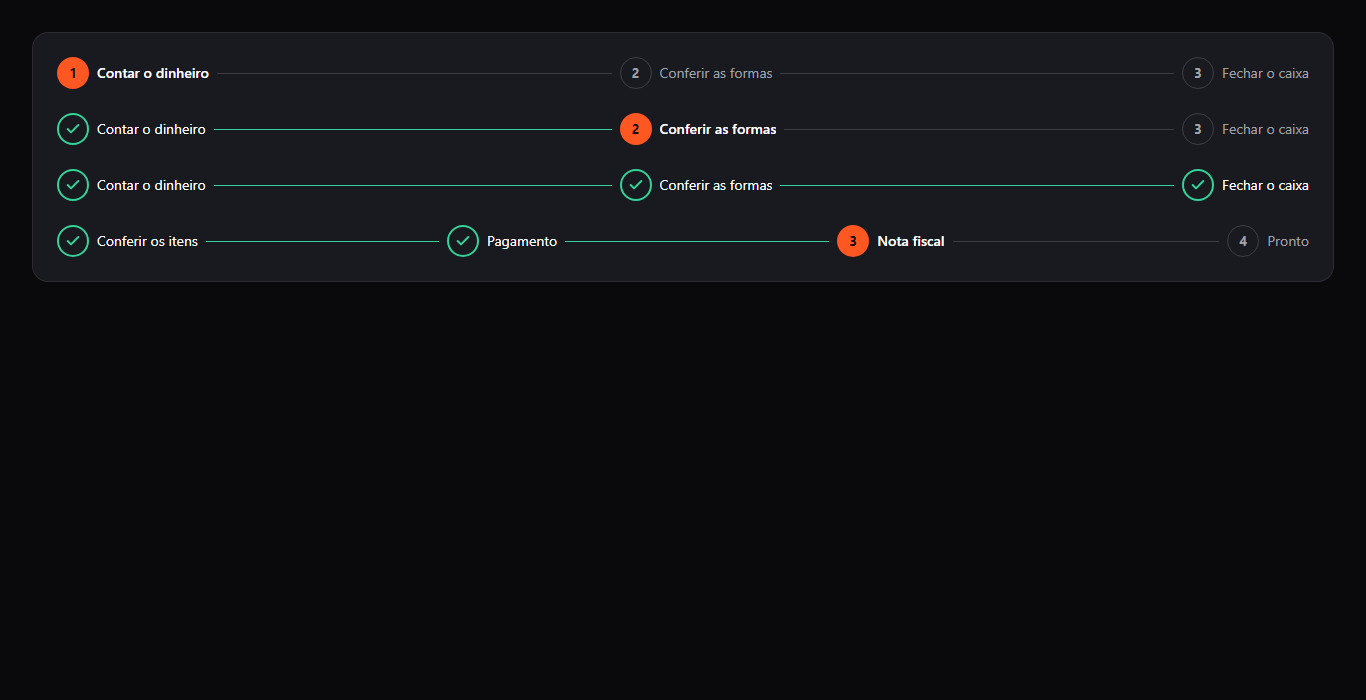 1 Contar o dinheiro 2 Conferir as formas 3 Fechar o caixa
Contar o dinheiro 2 Conferir as formas 3 Fechar o caixa
Contar o dinheiro Conferir as formas Fechar o caixa
Conferir os itens Pagamento 3 Nota fiscal 4 Pronto